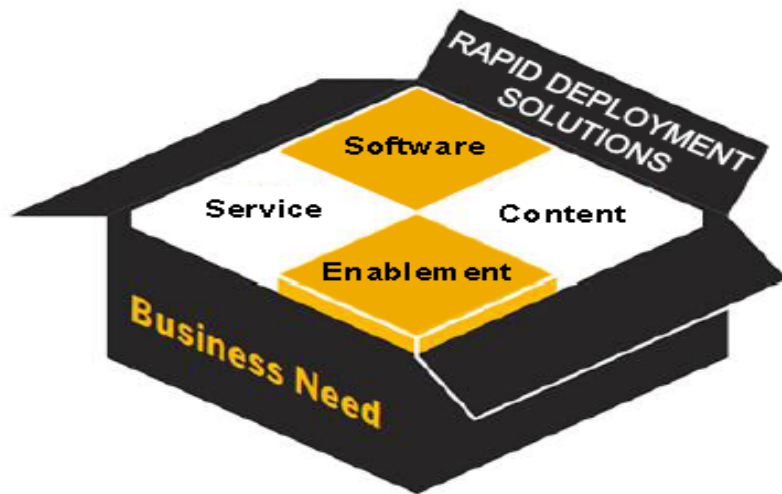 RAPID DEPLOYMENT
SOLUTIONS
Software
Service
Content
Enablement
Business Need